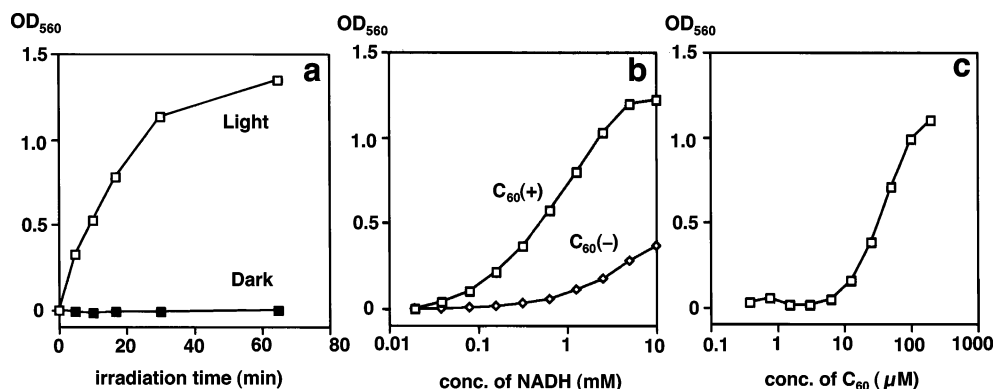 OD560
1.5
1.0
0.5
0
0
20
40
60
80
irradiation time (min)
a
Light
Dark
OD560
1.5
1.0
0.5
0
0.01
0.1
1
10
conc. of NADH (mM)
b
C60(+)
C60(–)
OD560
1.5
1.0
0.5
0
0.1
1
10
100
1000
conc. of C60 (μM)
c